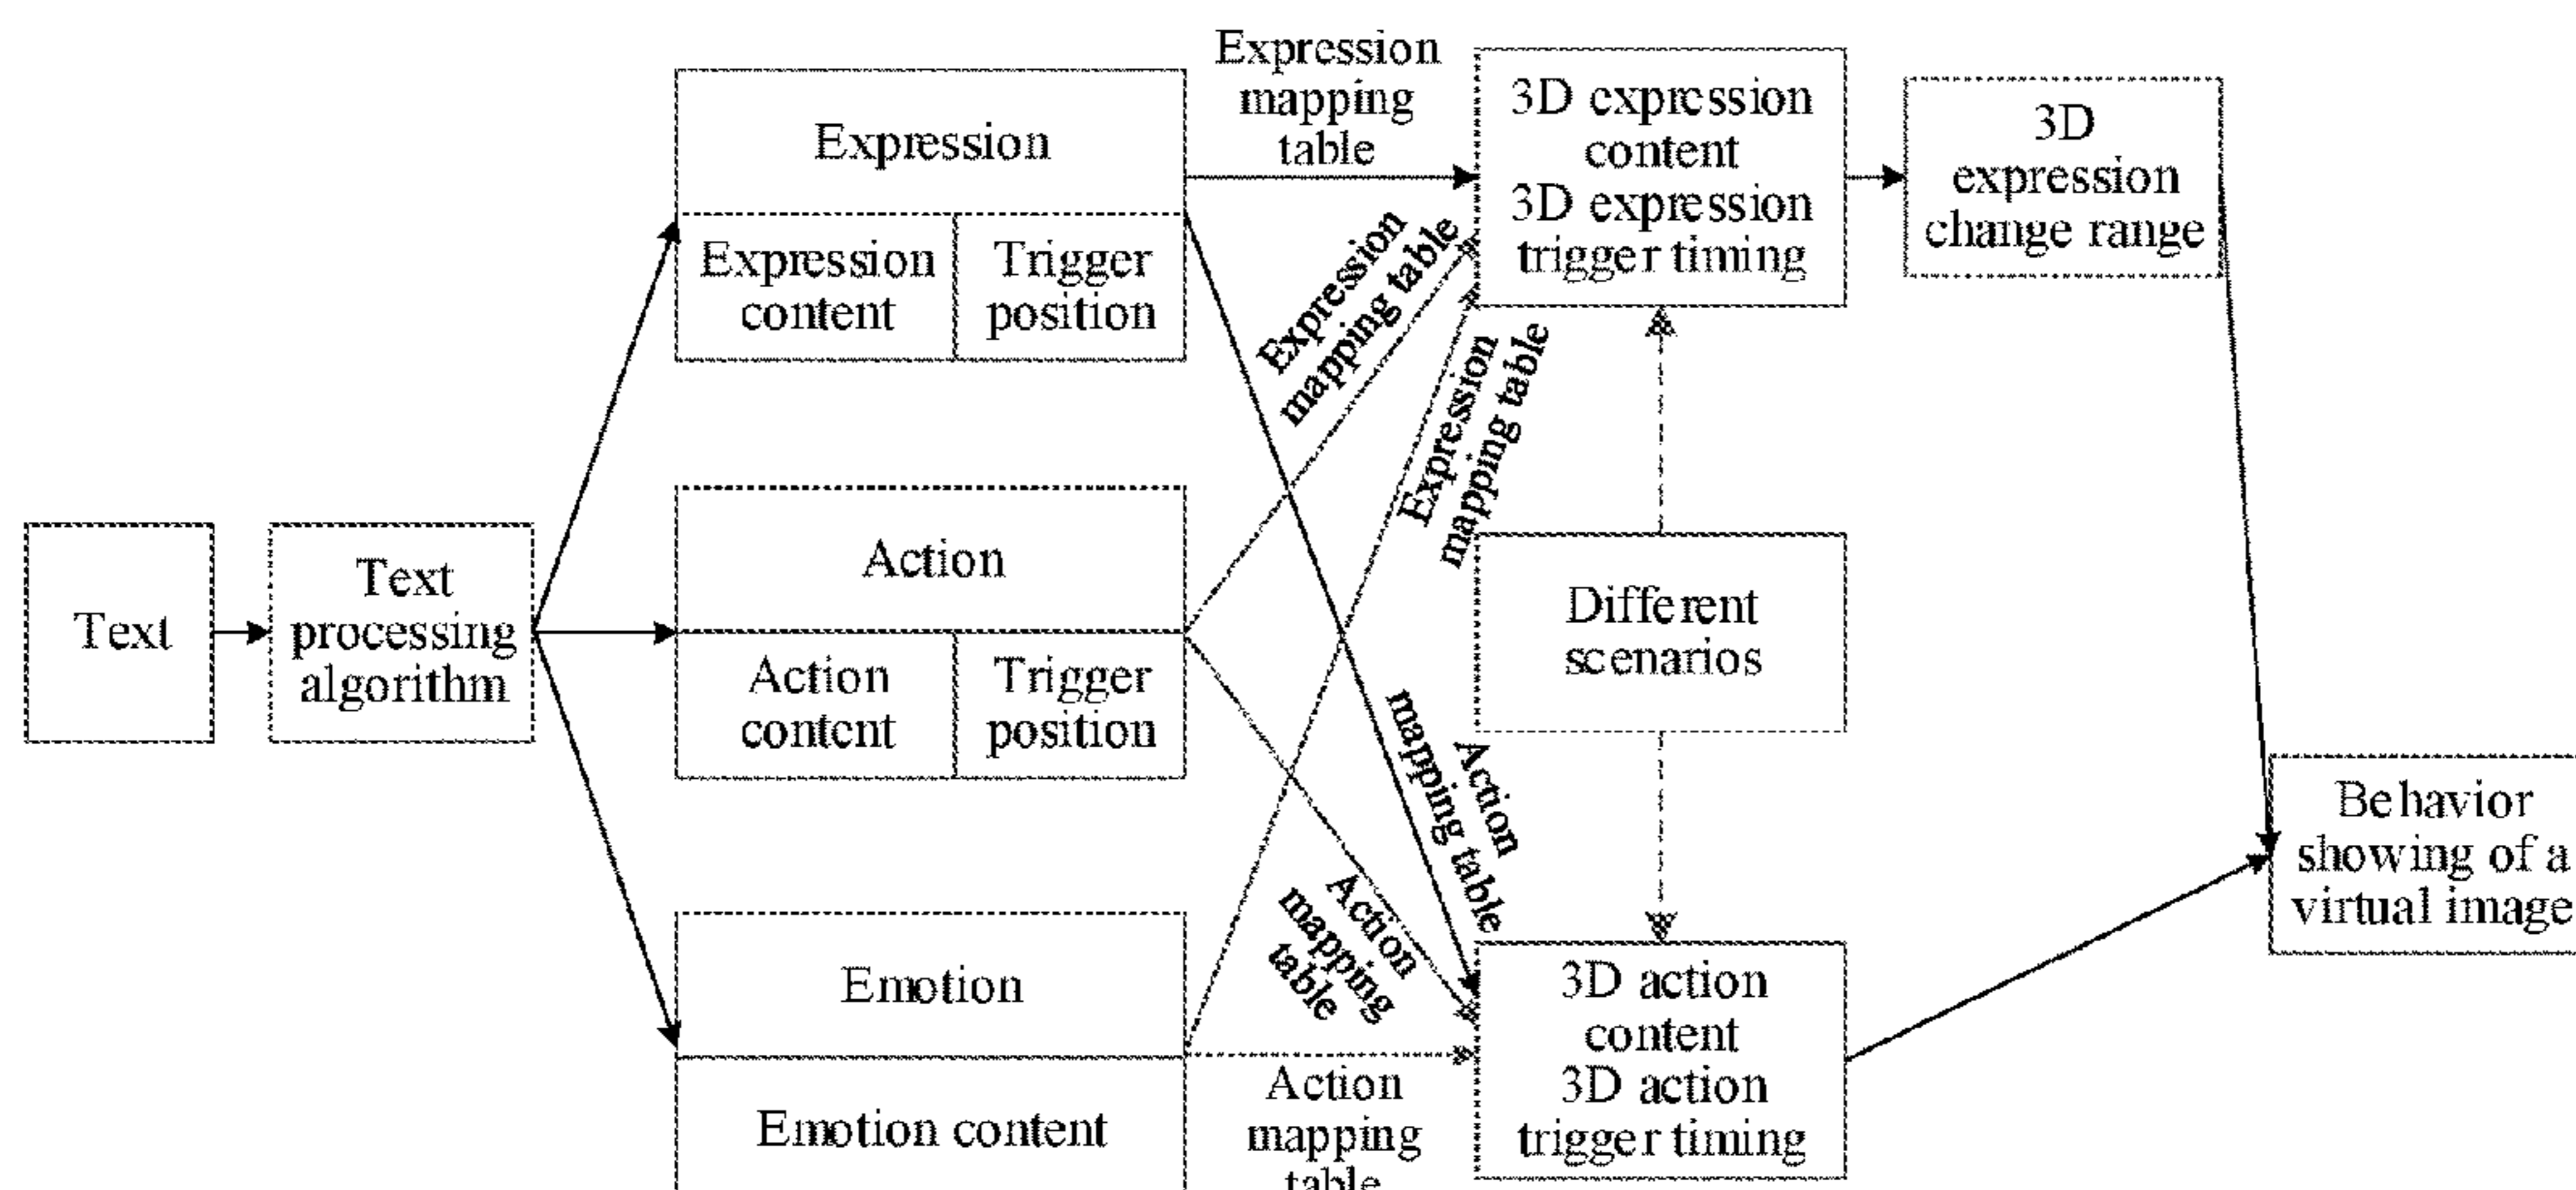 Text
Text
processing
algorithm
Expression
Expression
content
Trigger
position
Action
Action
content
Trigger
position
Emotion
Emotion content
Expression
mapping
table
Expression
mapping table
Expression
mapping table
Action
mapping table
Action
mapping
table
Action
mapping
table
3D expression
content
3D expression
trigger timing
Different
scenarios
3D action
content
3D action
trigger timing
3D
expression
change range
Behavior
showing of a
virtual image